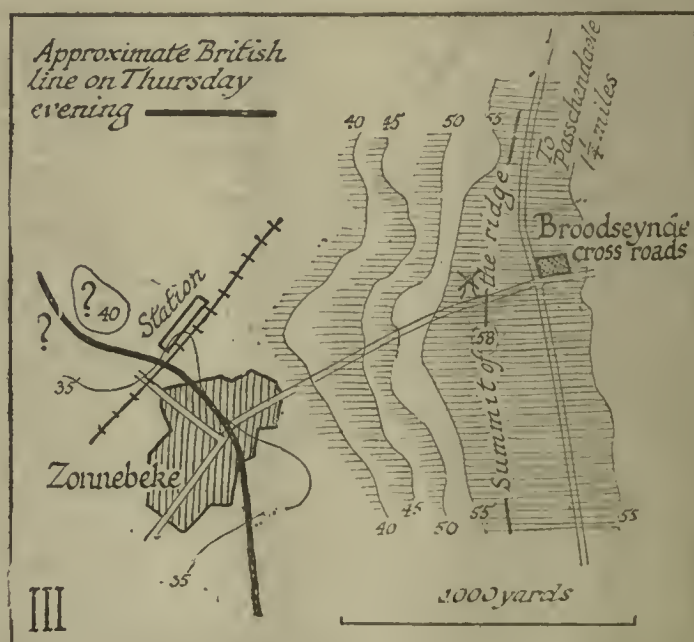 Approximate British
line on Thursday
evening
40
45
50
55
To Passchendaele
1¼ miles
Broodseynde
cross roads
Summit of the ridge
58
?
?
40
Station
35
Zonnebeke
35
40
45
50
55
55
III
1000 yards